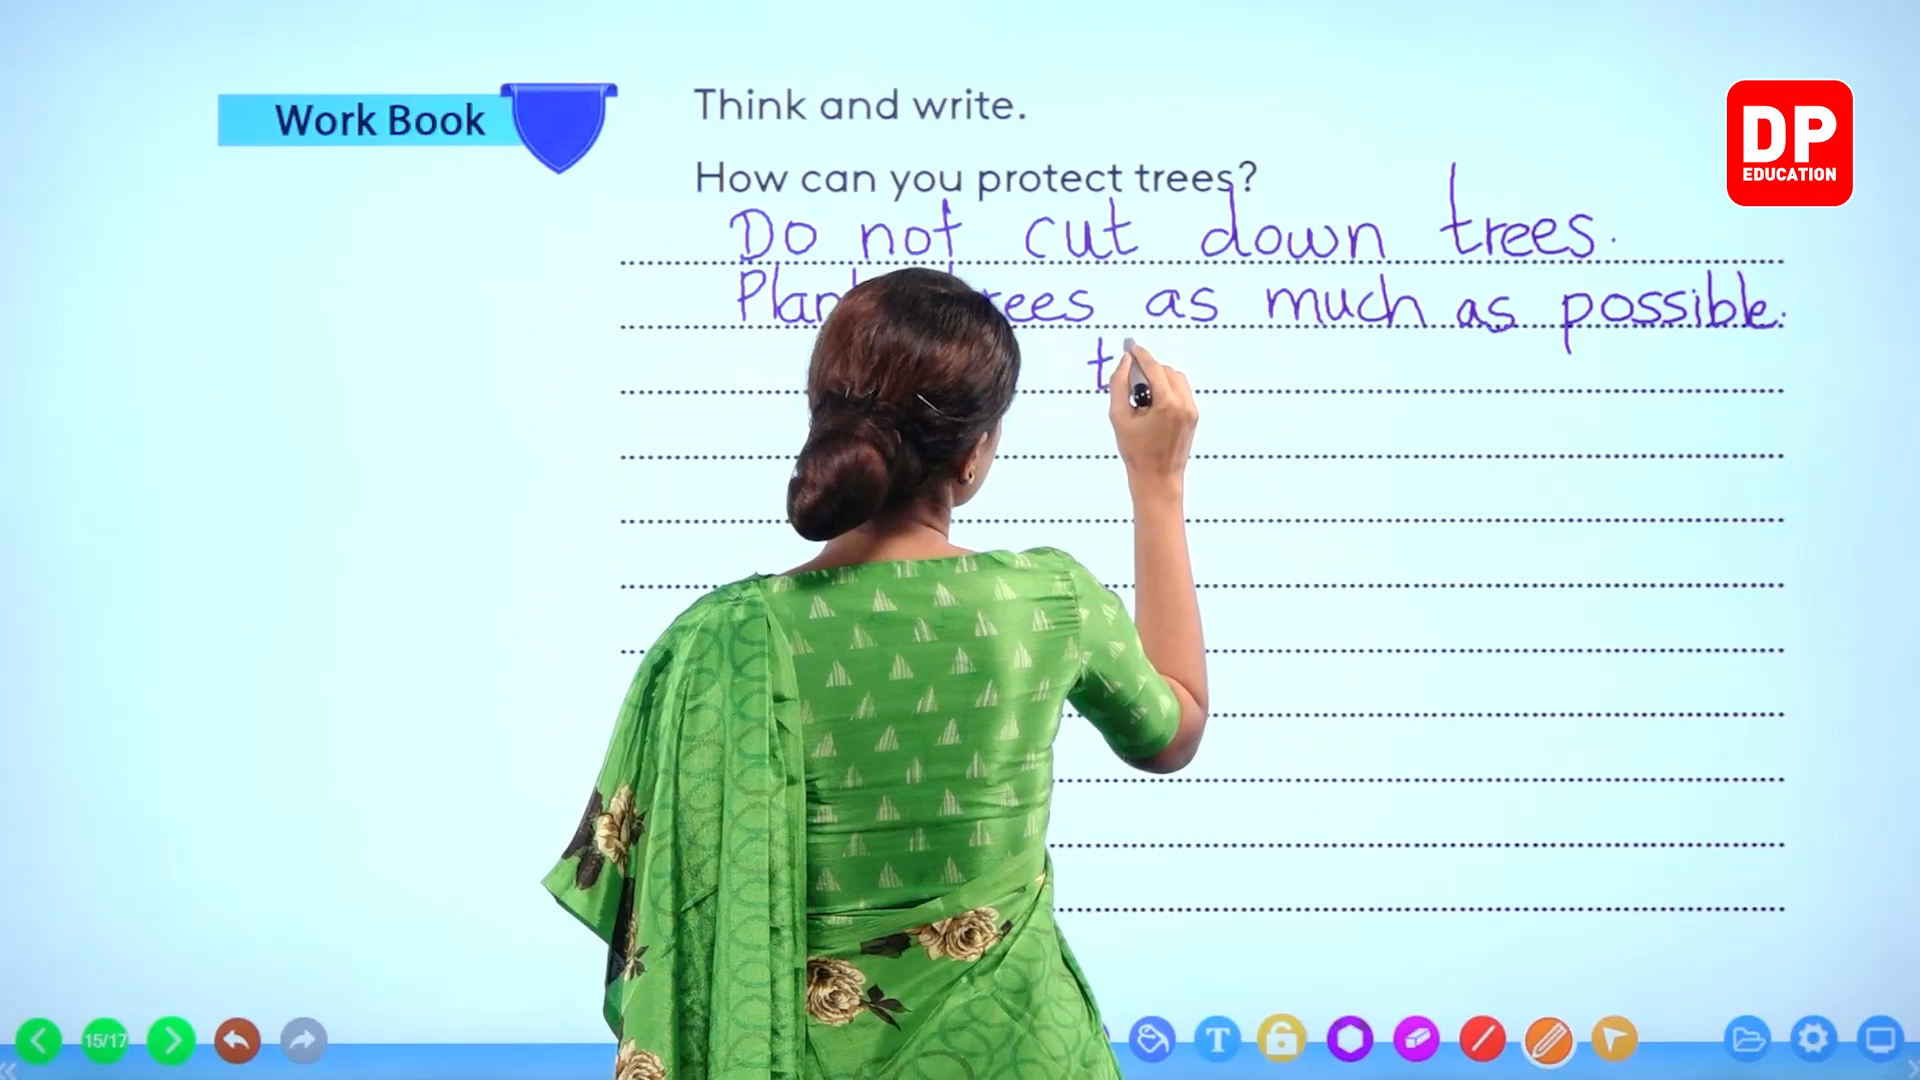 Work Book
Think and write.
DP
EDUCATION
How can you protect trees?
Do not cut down trees.
as much as possible.
15/17
T